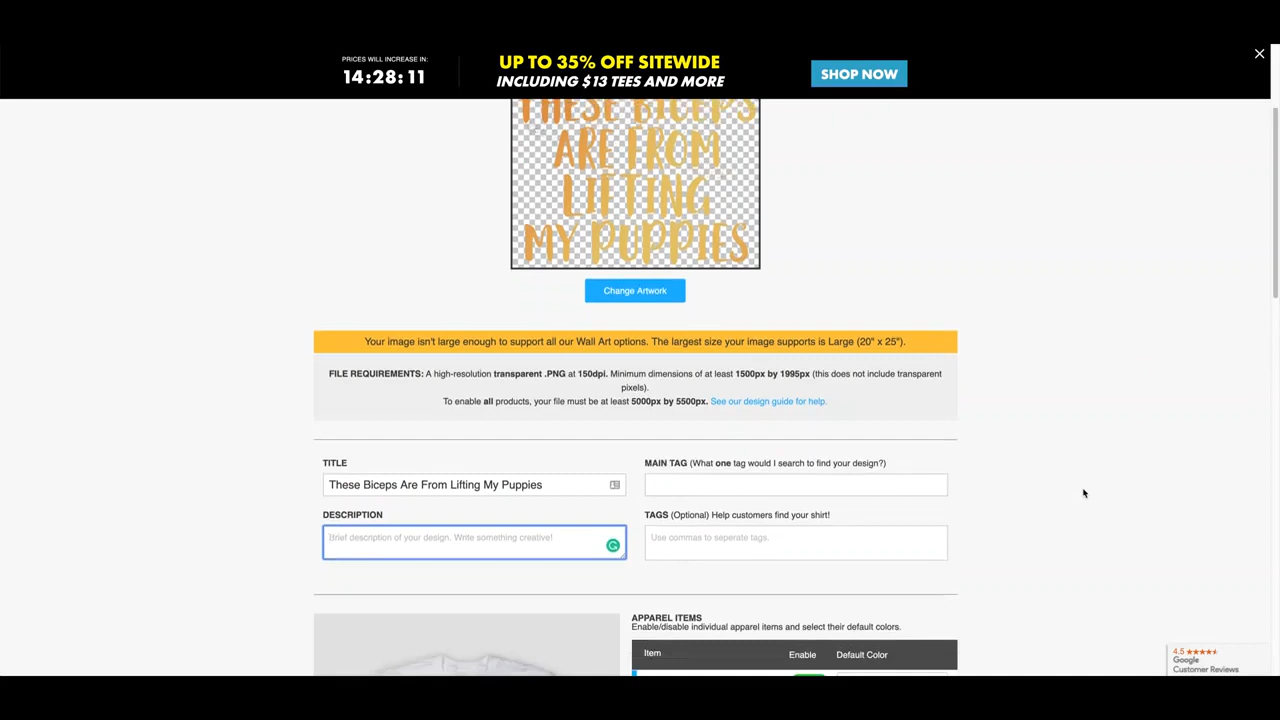 PRICES WILL INCREASE IN:
14:28:11
UP TO 35% OFF SITEWIDE
INCLUDING $13 TEES AND MORE
SHOP NOW
THESE BICEPS
ARE FROM
LIFTING
MY PUPPIES
Change Artwork
Your image isn't large enough to support all our Wall Art options. The largest size your image supports is Large (20" x 25").
FILE REQUIREMENTS: A high-resolution transparent .PNG at 150dpi. Minimum dimensions of at least 1500px by 1995px (this does not include transparent
pixels).
To enable all products, your file must be at least 5000px by 5500px. See our design guide for help.
TITLE
MAIN TAG (What one tag would I search to find your design?)
These Biceps Are From Lifting My Puppies
DESCRIPTION
TAGS (Optional) Help customers find your shirt!
Brief description of your design. Write something creative!
Use commas to seperate tags.
APPAREL ITEMS
Enable/disable individual apparel items and select their default colors.
Item Enable Default Color
4.5
Google
Customer Reviews